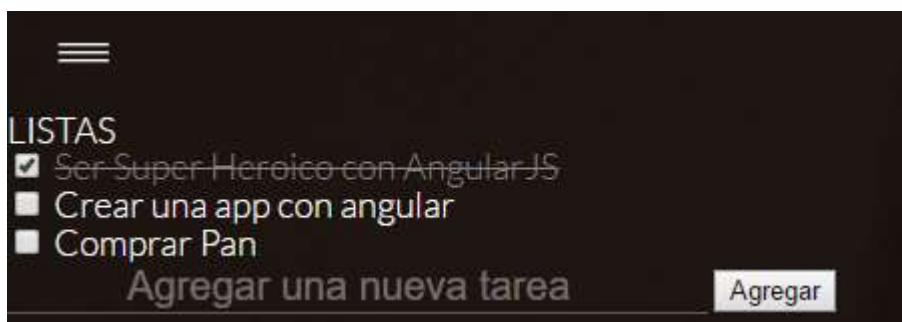 LISTAS
Ser Super Heroico con AngularJS
Crear una app con angular
Comprar Pan
Agregar una nueva tarea Agregar